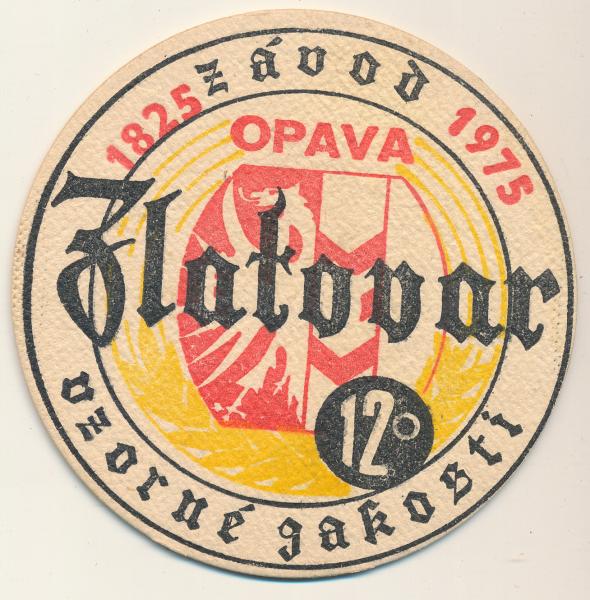 závod
1825
1975
OPAVA
Zlatovar
12°
vzorné jakosti